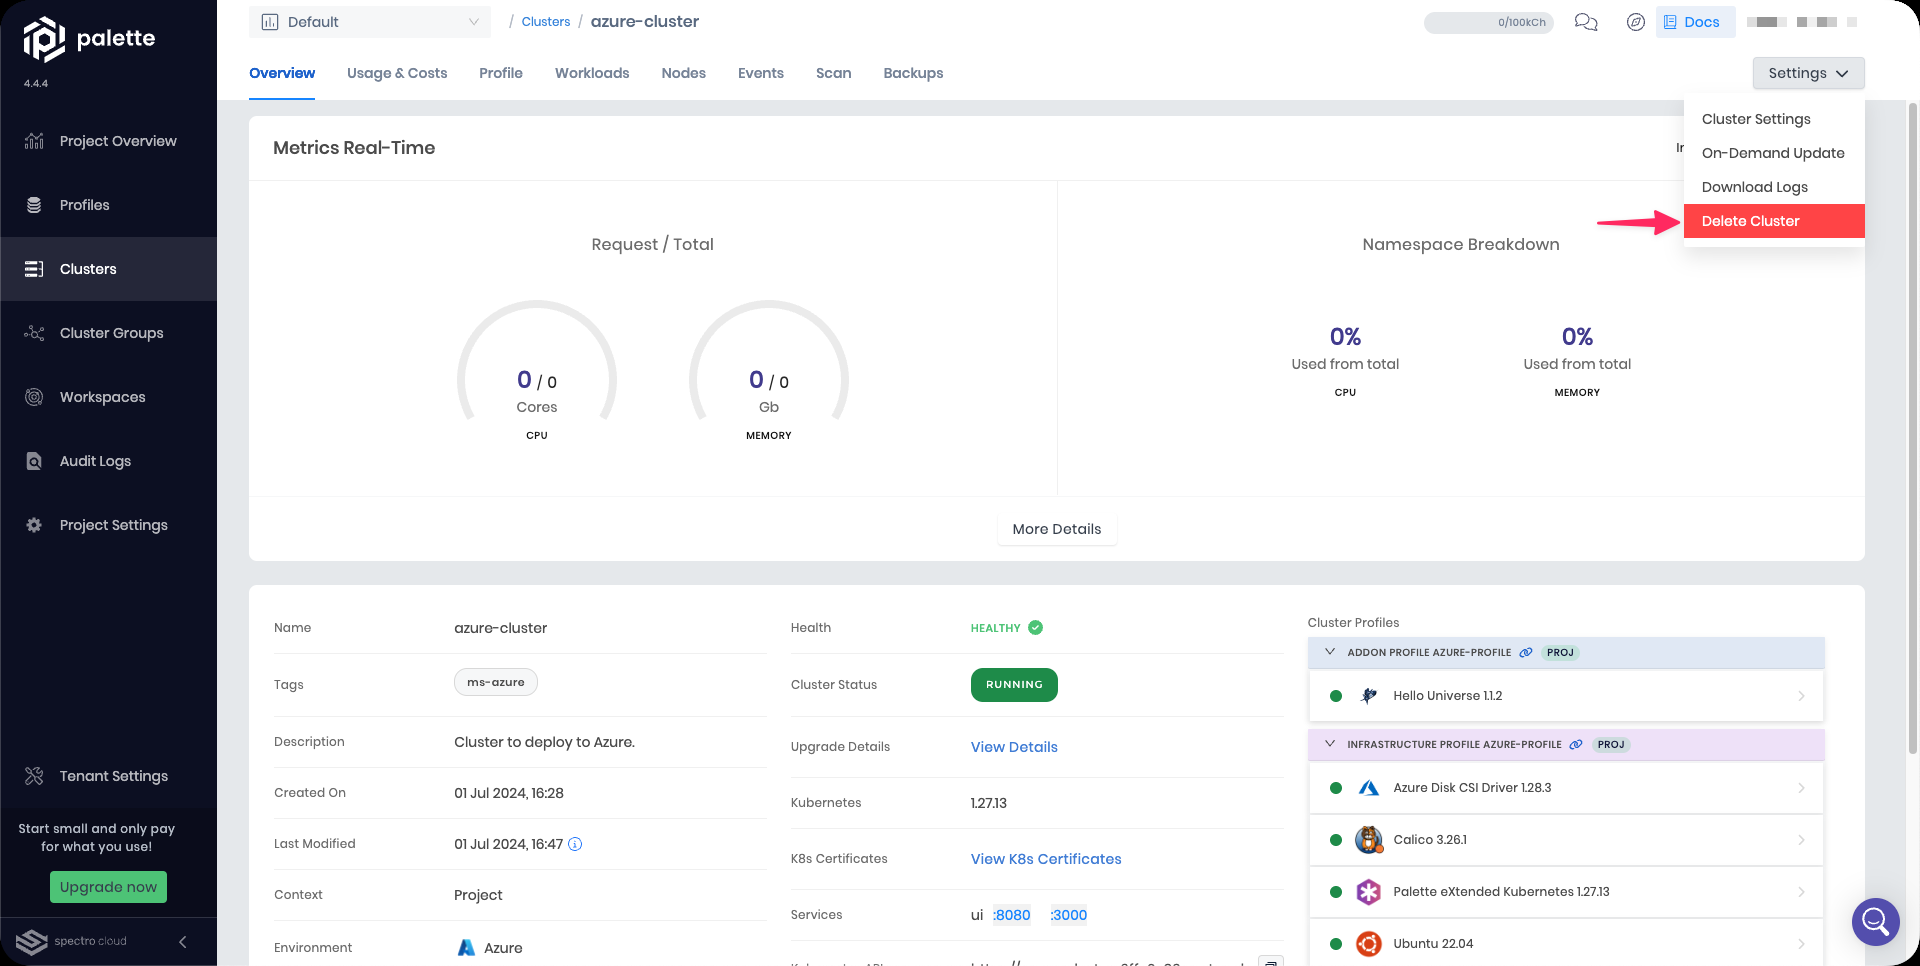 palette
4.4.4
Project Overview
Profiles
Clusters
Cluster Groups
Workspaces
Audit Logs
Project Settings
Tenant Settings
Start small and only pay
for what you use!
Upgrade now
spectro cloud
Default
/ Clusters / azure-cluster
0/100kCh
Docs
Overview
Usage & Costs
Profile
Workloads
Nodes
Events
Scan
Backups
Settings
Cluster Settings
On-Demand Update
Download Logs
Delete Cluster
Metrics Real-Time
Request / Total
0 / 0
Cores
CPU
0 / 0
Gb
MEMORY
Namespace Breakdown
0%
Used from total
CPU
0%
Used from total
MEMORY
More Details
Name
azure-cluster
Tags
ms-azure
Description
Cluster to deploy to Azure.
Created On
01 Jul 2024, 16:28
Last Modified
01 Jul 2024, 16:47
Context
Project
Environment
Azure
Health
HEALTHY
Cluster Status
RUNNING
Upgrade Details
View Details
Kubernetes
1.27.13
K8s Certificates
View K8s Certificates
Services
ui :8080 :3000
Cluster Profiles
ADDON PROFILE AZURE-PROFILE PROJ
Hello Universe 1.1.2
INFRASTRUCTURE PROFILE AZURE-PROFILE PROJ
Azure Disk CSI Driver 1.28.3
Calico 3.26.1
Palette eXtended Kubernetes 1.27.13
Ubuntu 22.04